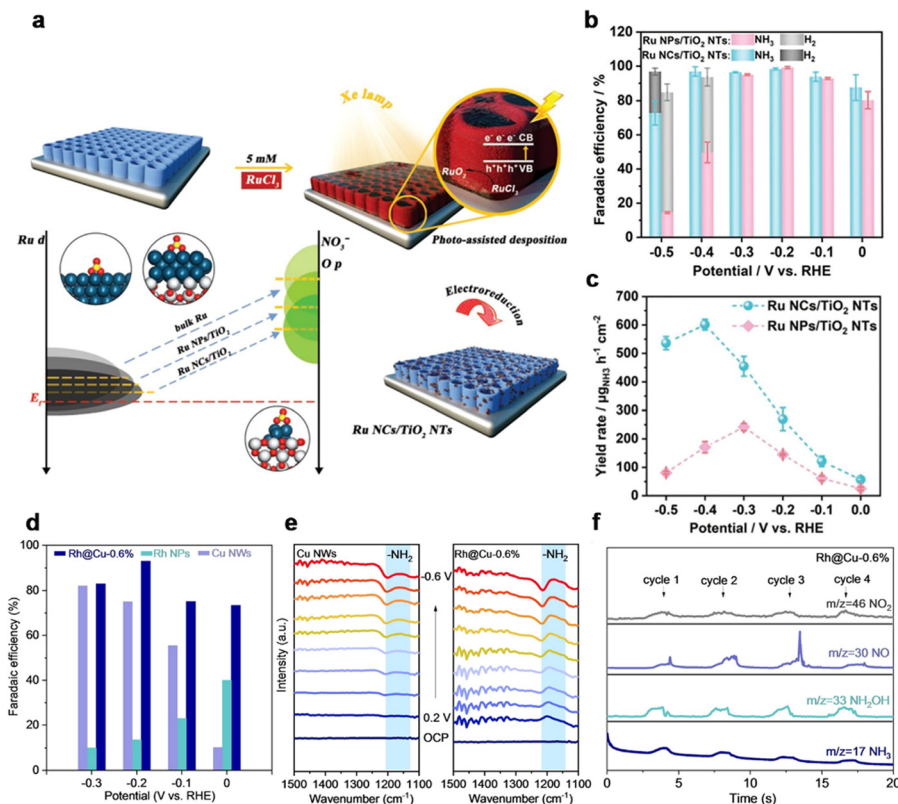 a
Xe lamp
5 mM
RuCl₃
e⁻ e⁻ e⁻ CB
h⁺h⁺h⁺VB
RuO₂
RuCl₃
Photo-assisted desposition
Ru d
NO₃⁻
O p
bulk Ru
Ru NPs/TiO₂
Ru NCs/TiO₂
E_f
Electroreduction
Ru NCs/TiO₂ NTs
b
Ru NPs/TiO₂ NTs: NH₃ H₂
Ru NCs/TiO₂ NTs: NH₃ H₂
Faradaic efficiency / %
100
80
60
40
20
0
-0.5 -0.4 -0.3 -0.2 -0.1 0
Potential / V vs. RHE
c
Ru NCs/TiO₂ NTs
Ru NPs/TiO₂ NTs
Yield rate / μg_NH3 h⁻¹ cm⁻²
700
600
500
400
300
200
100
0
-0.5 -0.4 -0.3 -0.2 -0.1 0.0
Potential / V vs. RHE
d
Rh@Cu-0.6% Rh NPs Cu NWs
Faradaic efficiency (%)
100
80
60
40
20
0
-0.3 -0.2 -0.1 0
Potential (V vs. RHE)
e
Cu NWs -NH₂
Rh@Cu-0.6% -NH₂
-0.6 V
0.2 V
OCP
Intensity (a.u.)
1500 1400 1300 1200 1100
Wavenumber (cm⁻¹)
1500 1400 1300 1200 1100
Wavenumber (cm⁻¹)
f
Rh@Cu-0.6%
cycle 1 cycle 2 cycle 3 cycle 4
m/z=46 NO₂
m/z=30 NO
m/z=33 NH₂OH
m/z=17 NH₃
0 5 10 15 20
Time (s)